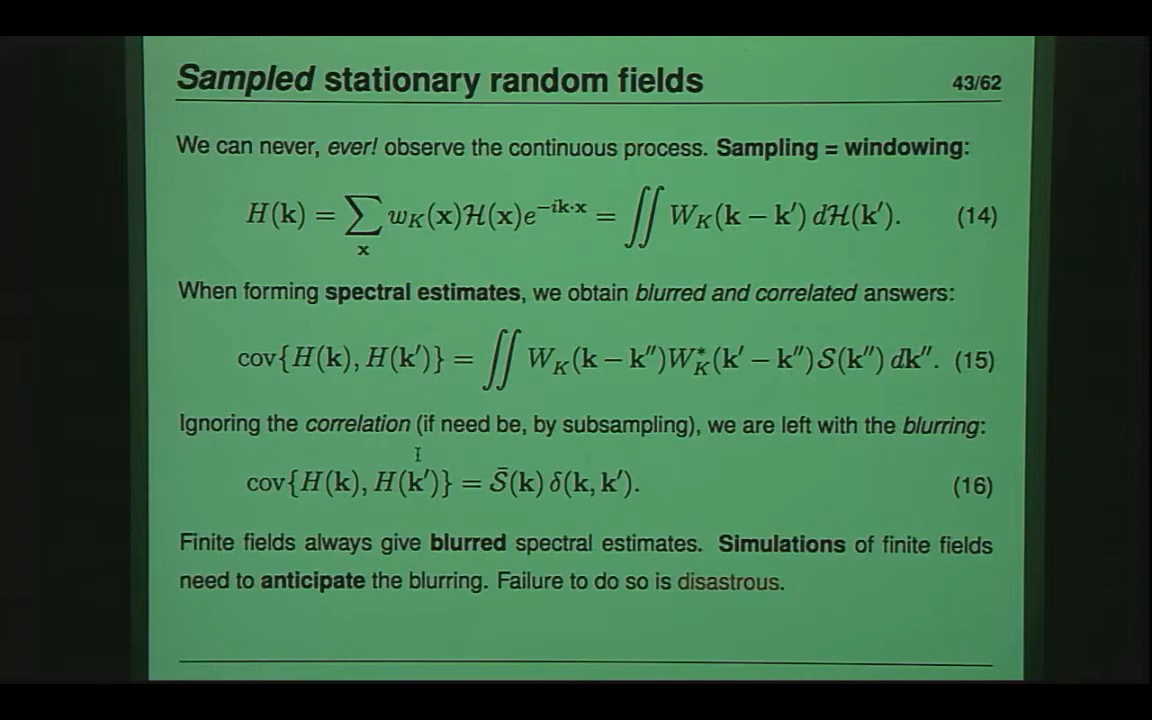 Sampled stationary random fields 43/62
We can never, ever! observe the continuous process. Sampling = windowing:
H(k) = ∑ₓ w_K(x)ℋ(x)e^{−ik·x} = ∬ W_K(k − k′) dℋ(k′). (14)
When forming spectral estimates, we obtain blurred and correlated answers:
cov{H(k), H(k′)} = ∬ W_K(k − k″)W*_K(k′ − k″)𝒮(k″) dk″. (15)
Ignoring the correlation (if need be, by subsampling), we are left with the blurring:
cov{H(k), H(k′)} = 𝒮̄(k) δ(k, k′). (16)
Finite fields always give blurred spectral estimates. Simulations of finite fields
need to anticipate the blurring. Failure to do so is disastrous.